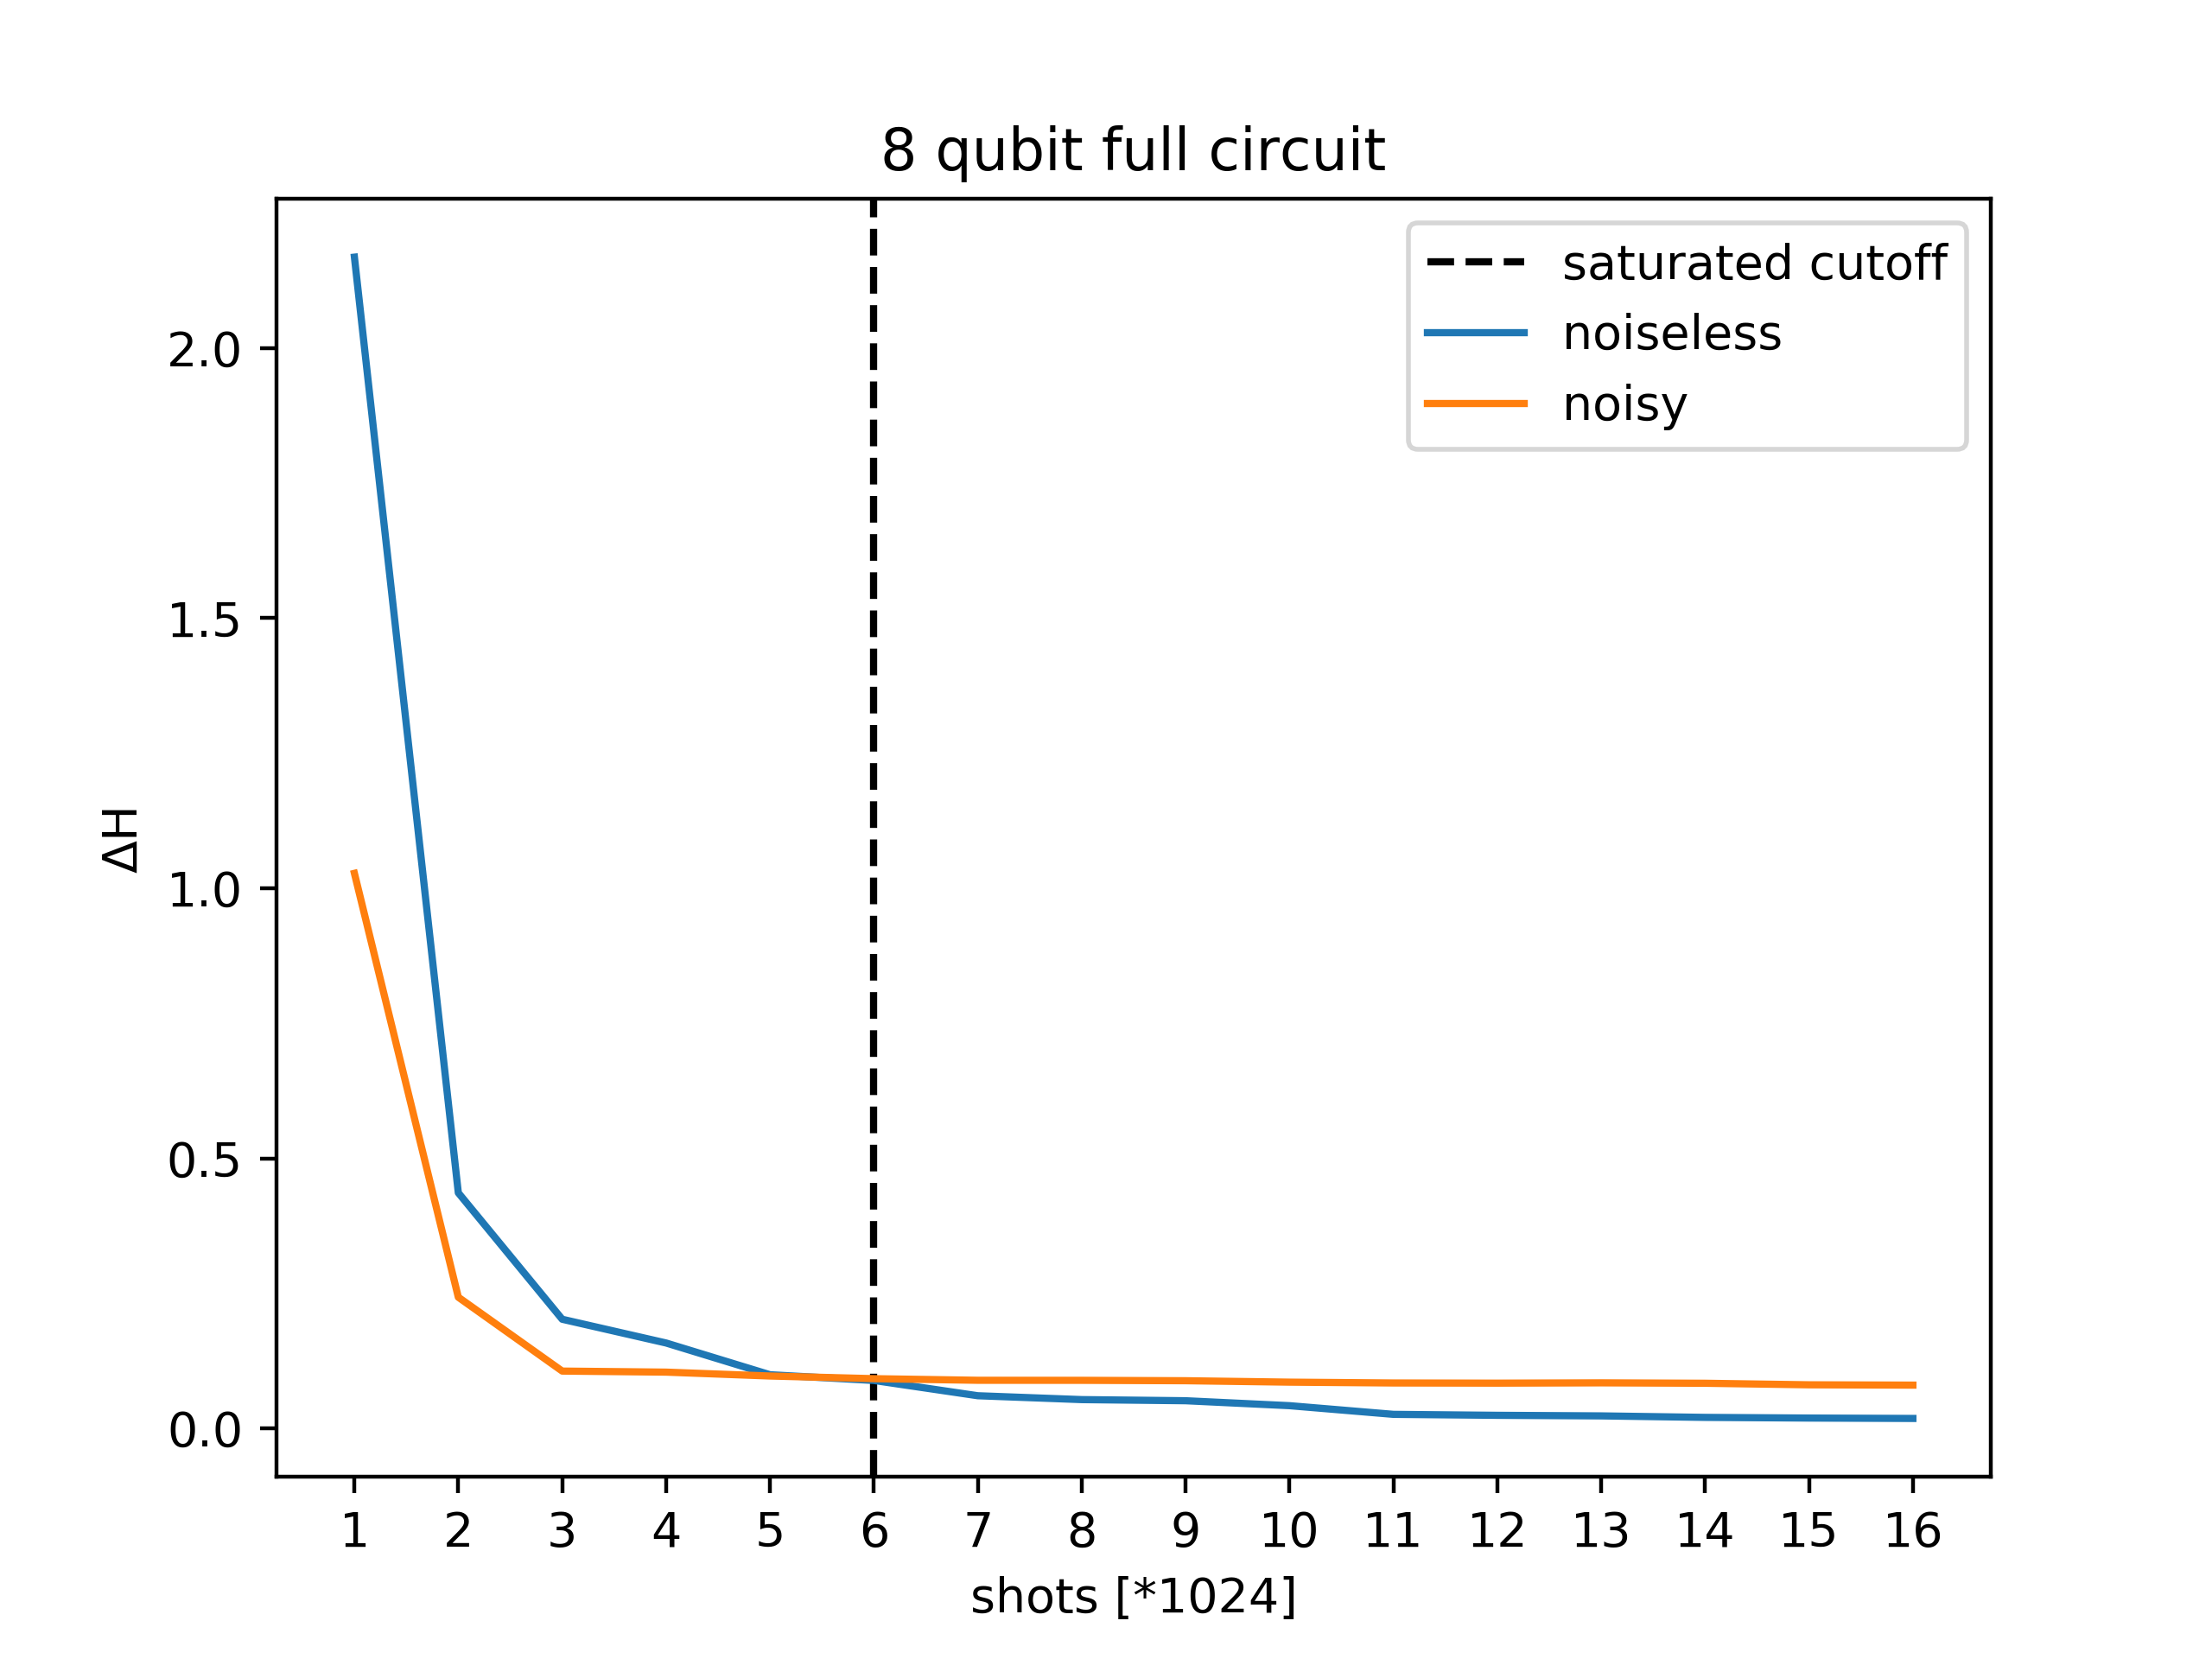 8 qubit full circuit
saturated cutoff
noiseless
noisy
2.0
1.5
1.0
0.5
0.0
ΔH
1 2 3 4 5 6 7 8 9 10 11 12 13 14 15 16
shots [*1024]